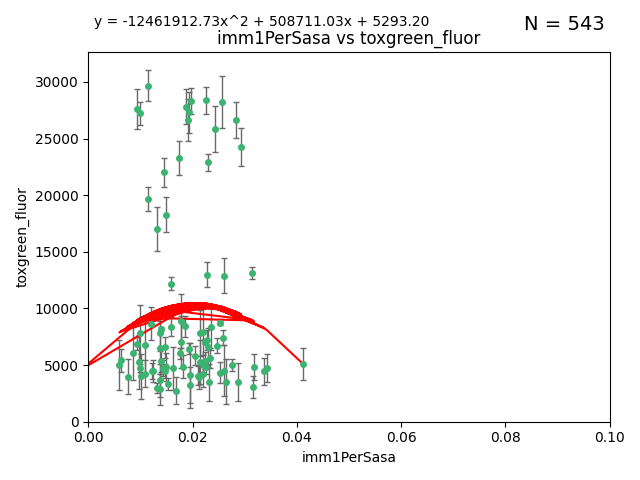 y = -12461912.73x^2 + 508711.03x + 5293.20
N = 543
imm1PerSasa vs toxgreen_fluor
30000
25000
20000
15000
10000
5000
0
toxgreen_fluor
0.00 0.02 0.04 0.06 0.08 0.10
imm1PerSasa